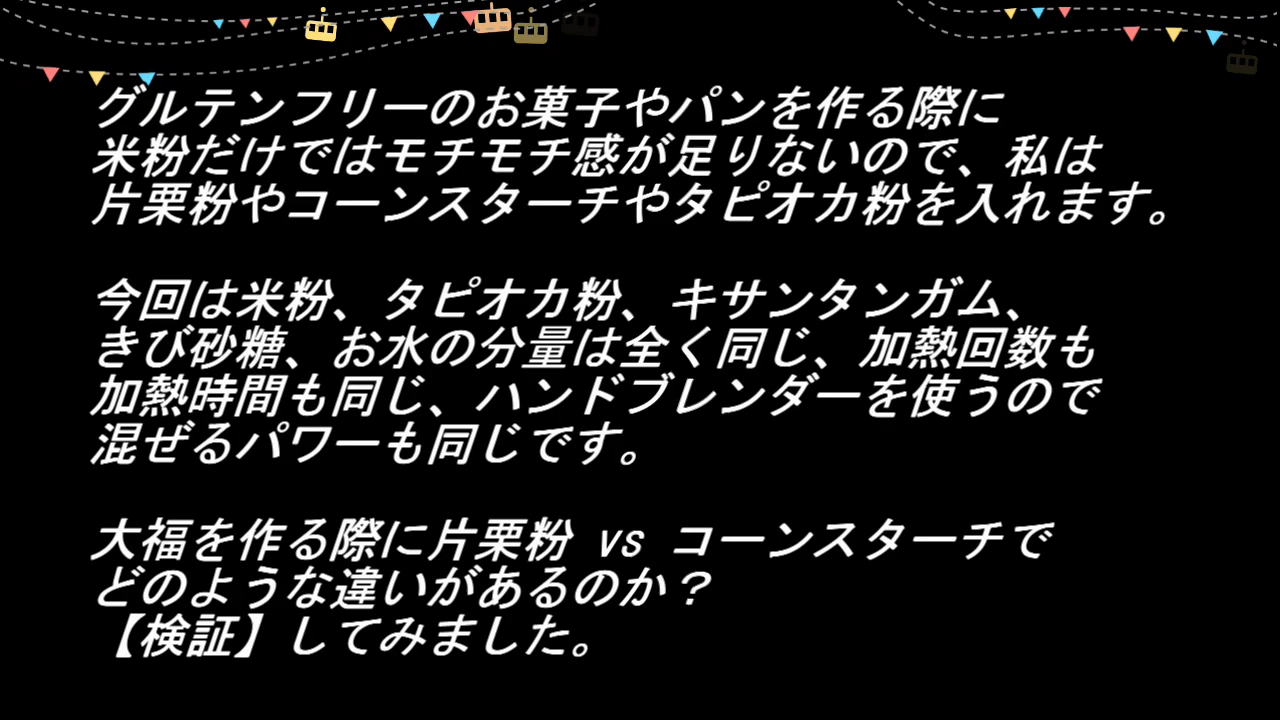 グルテンフリーのお菓子やパンを作る際に
米粉だけではモチモチ感が足りないので、私は
片栗粉やコーンスターチやタピオカ粉を入れます。
今回は米粉、タピオカ粉、キサンタンガム、
きび砂糖、お水の分量は全く同じ、加熱回数も
加熱時間も同じ、ハンドブレンダーを使うので
混ぜるパワーも同じです。
大福を作る際に片栗粉 vs コーンスターチで
どのような違いがあるのか？
【検証】してみました。